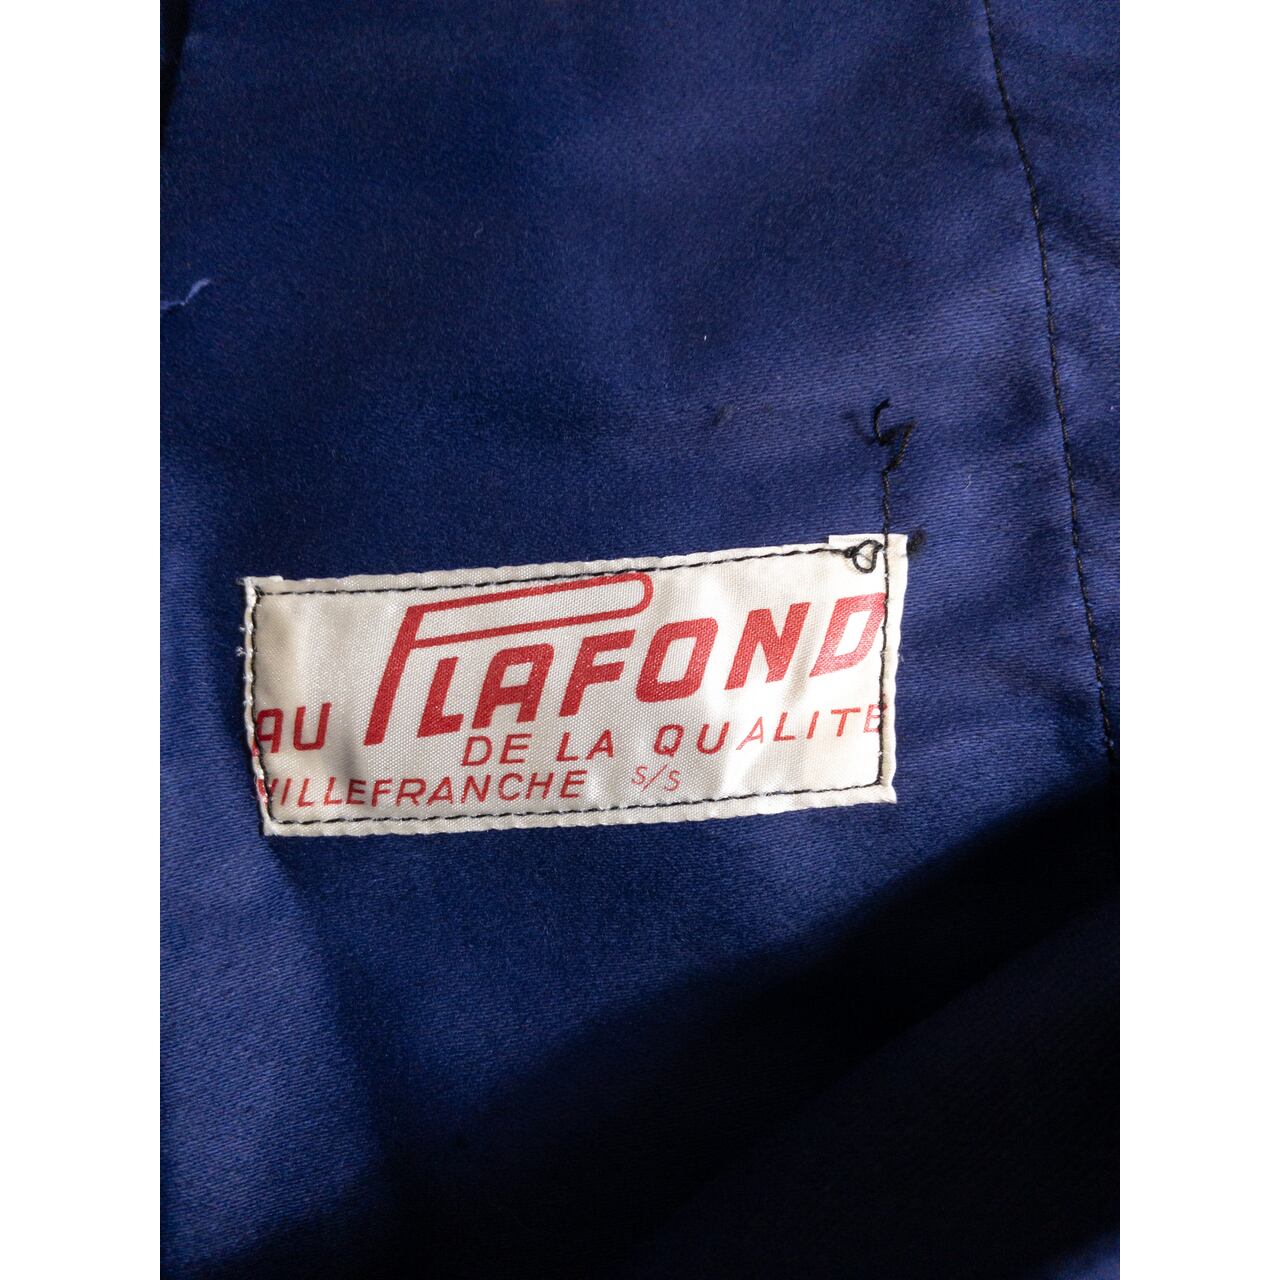 AU PLAFOND
DE LA QUALITE
VILLEFRANCHE S/S